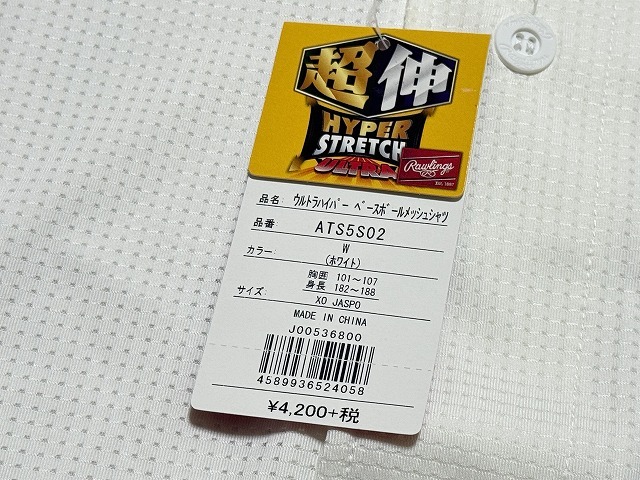 超伸
HYPER
STRETCH
ULTRA
Rawlings
R
Est. 1887
品名: ウルトラハイパー ベースボールメッシュシャツ
品番: ATS5S02
カラー: W
(ホワイト)
胸囲 101~107
身長 182~188
サイズ: XO JASPO
MADE IN CHINA
J00536800
4589936524058
¥4,200+税